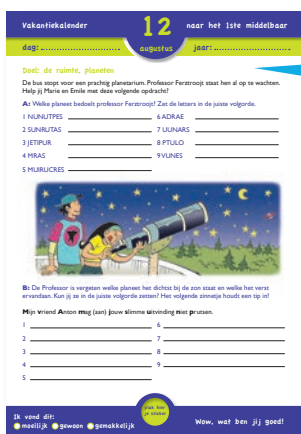 Vakantiekalender 12 naar het 1ste middelbaar
dag: augustus jaar:
Doel: de ruimte, planeten
De bus stopt voor een prachtig planetarium. Professor Ferztrooijt staat hen al op te wachten.
Help jij Marie en Emile met deze volgende opdracht?
A: Welke planeet bedoelt professor Ferztrooijt? Zet de letters in de juiste volgorde.
1 NUNUTPES 6 ADRAE
2 SUNRUTAS 7 UUNARS
3 JETIPUR 8 PTULO
4 MRAS 9 VUNES
5 MUIRUCRES
B: De Professor is vergeten welke planeet het dichtst bij de zon staat en welke het verst
ervandaan. Kun jij ze in de juiste volgorde zetten? Het volgende zinnetje houdt een tip in!
Mijn vriend Anton mag (aan) jouw slimme uitvinding niet prutsen.
1 6
2 7
3 8
4 9
5
Ik vond dit:
moeilijk gewoon gemakkelijk
plak hier
je sticker
Wow, wat ben jij goed!